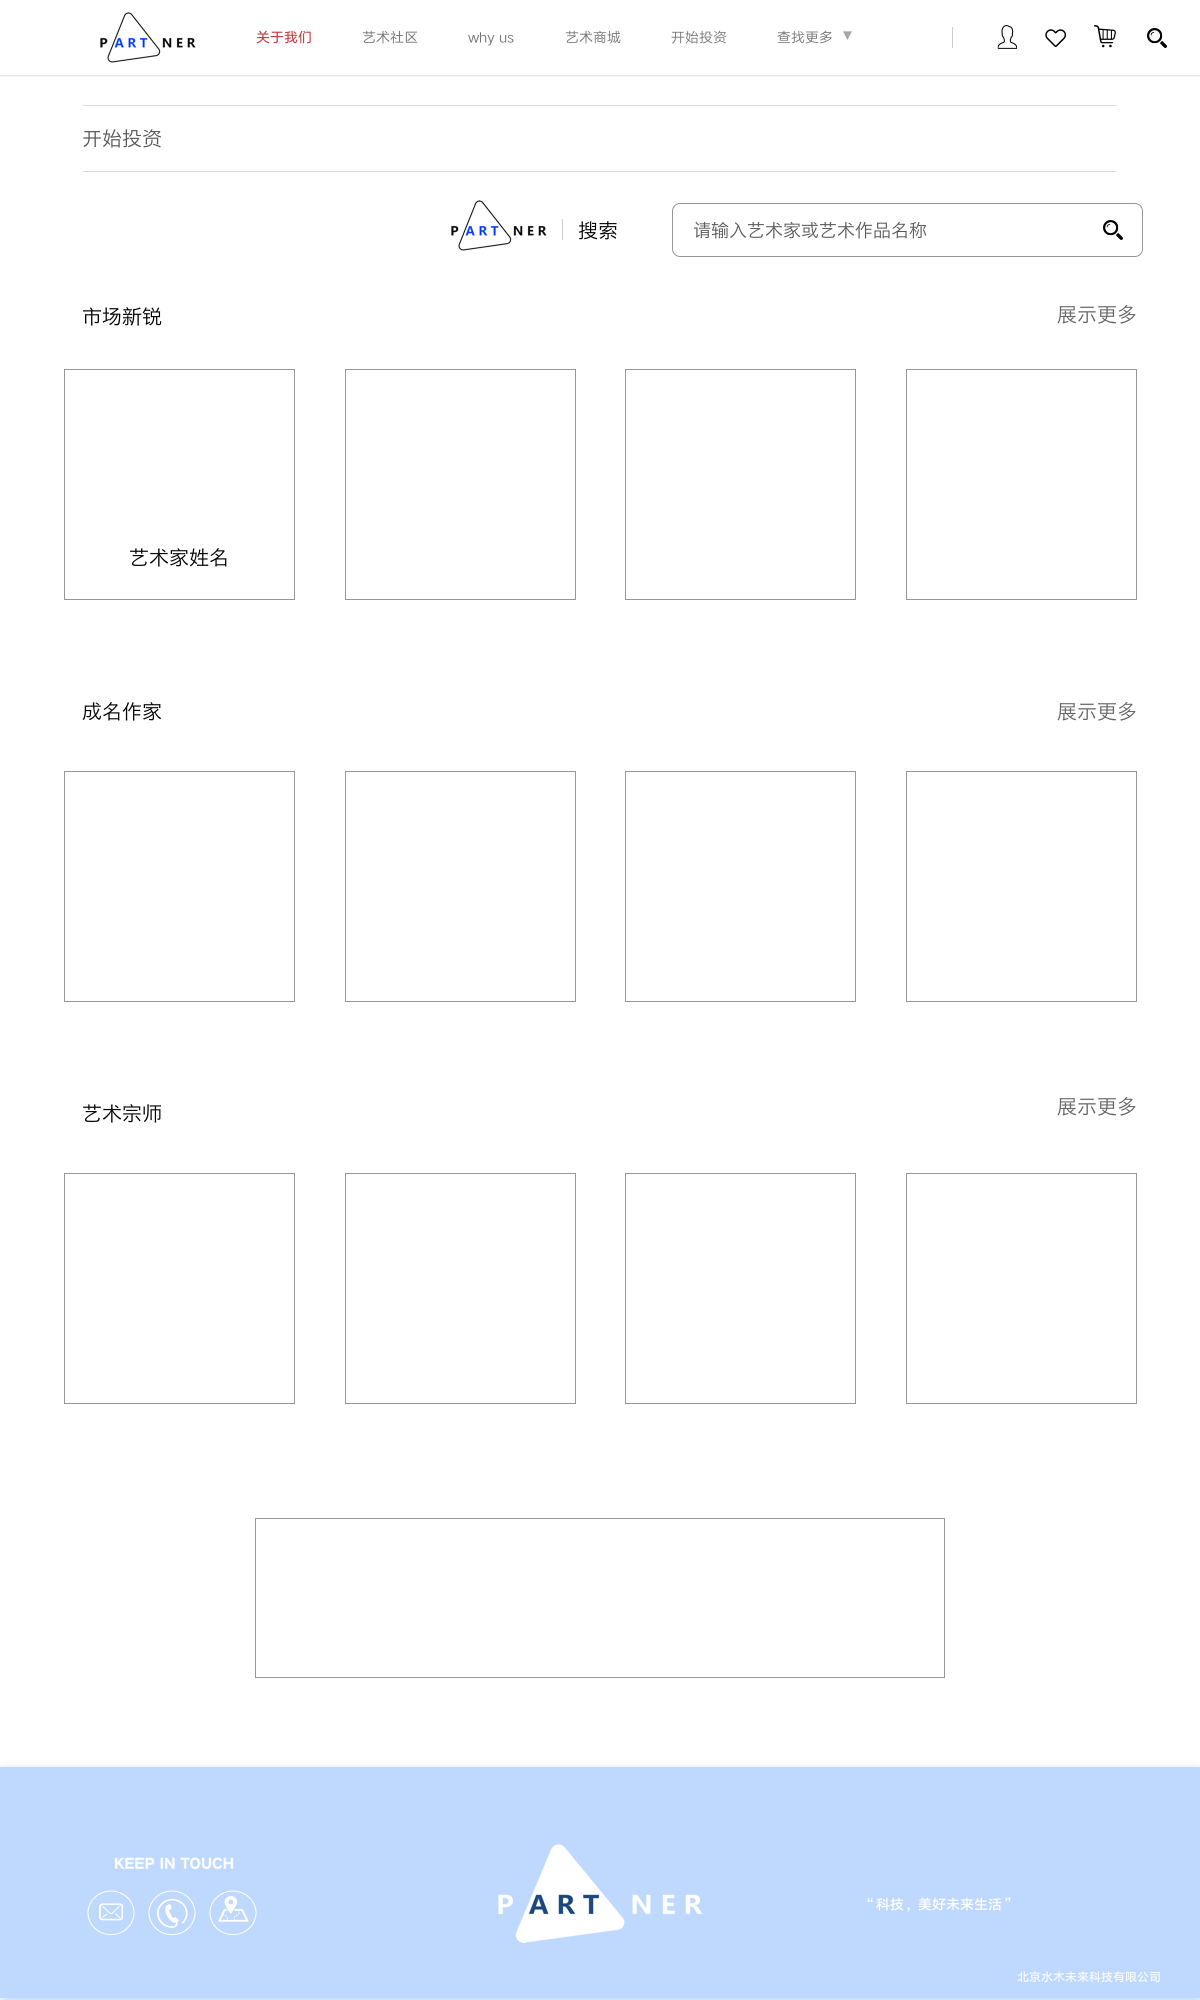 PARTNER
关于我们
艺术社区
why us
艺术商城
开始投资
查找更多 ▼
开始投资
PARTNER
搜索
请输入艺术家或艺术作品名称
市场新锐
展示更多
艺术家姓名
成名作家
展示更多
艺术宗师
展示更多
KEEP IN TOUCH
PARTNER
“科技，美好未来生活”
北京水木未来科技有限公司